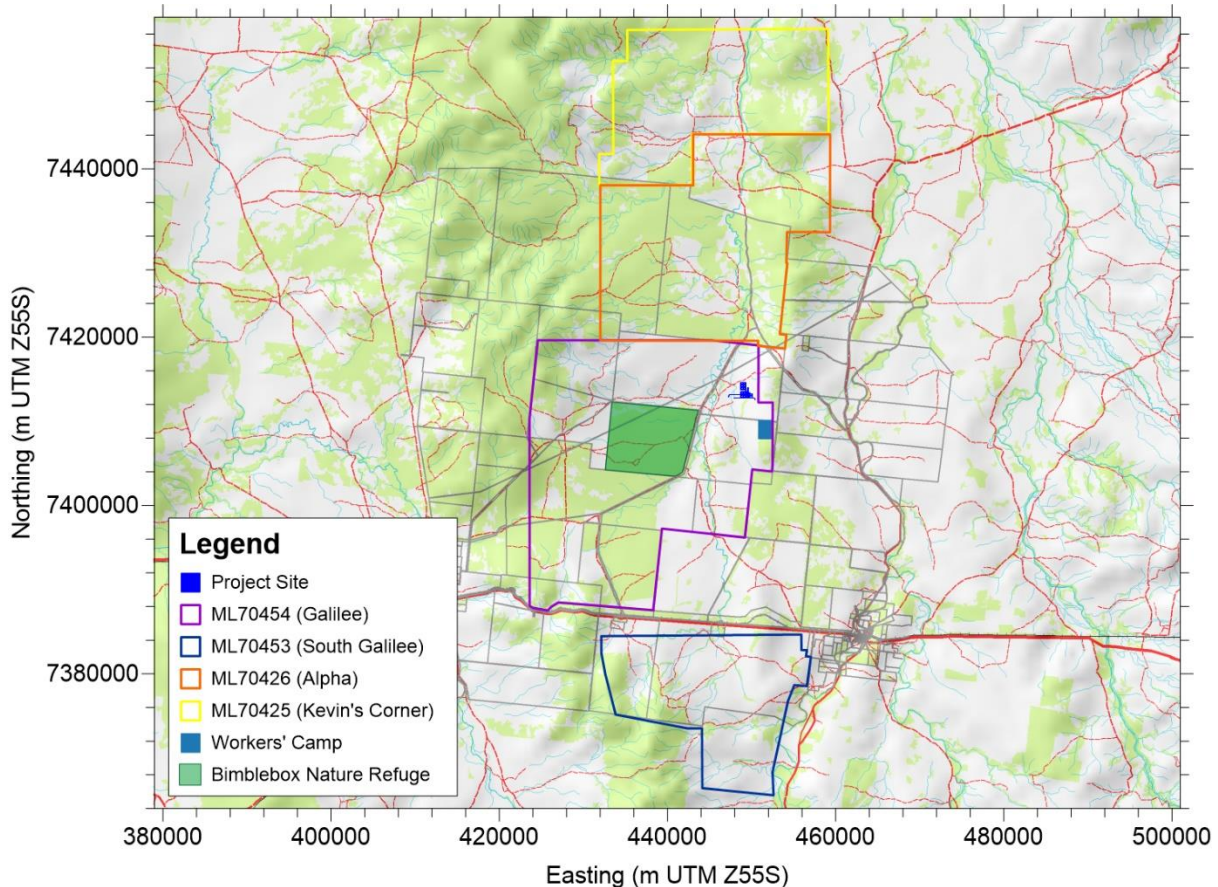 7440000
7420000
7400000
7380000
Northing (m UTM Z55S)
Legend
Project Site
ML70454 (Galilee)
ML70453 (South Galilee)
ML70426 (Alpha)
ML70425 (Kevin's Corner)
Workers' Camp
Bimblebox Nature Refuge
380000 400000 420000 440000 460000 480000 500000
Easting (m UTM Z55S)